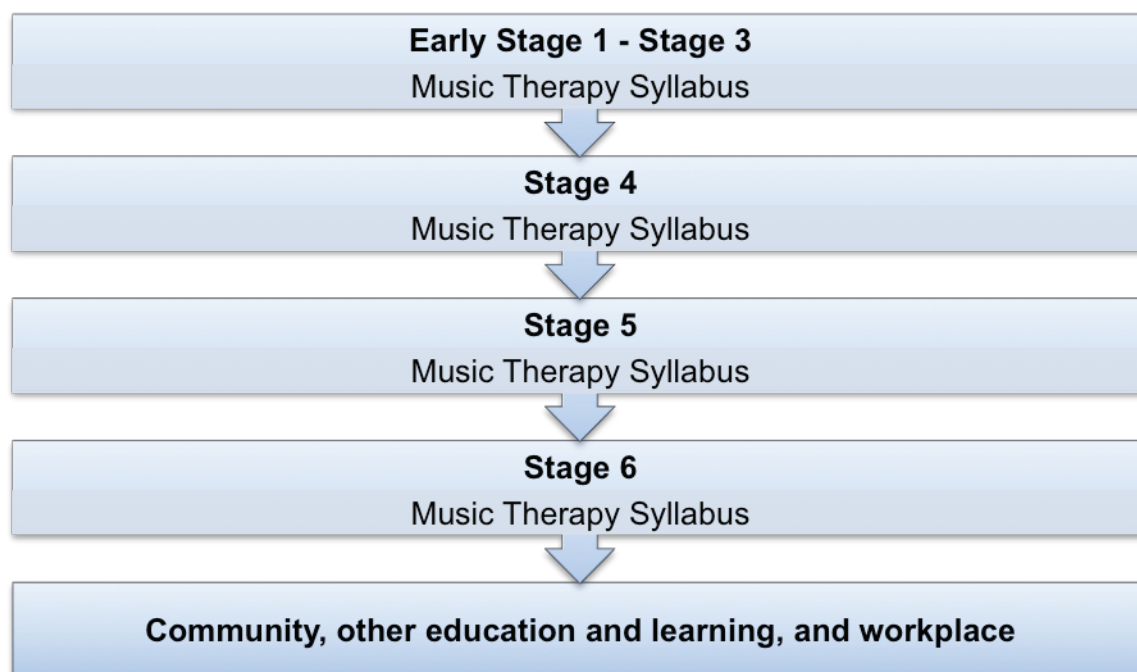 Early Stage 1 - Stage 3
Music Therapy Syllabus
Stage 4
Music Therapy Syllabus
Stage 5
Music Therapy Syllabus
Stage 6
Music Therapy Syllabus
Community, other education and learning, and workplace